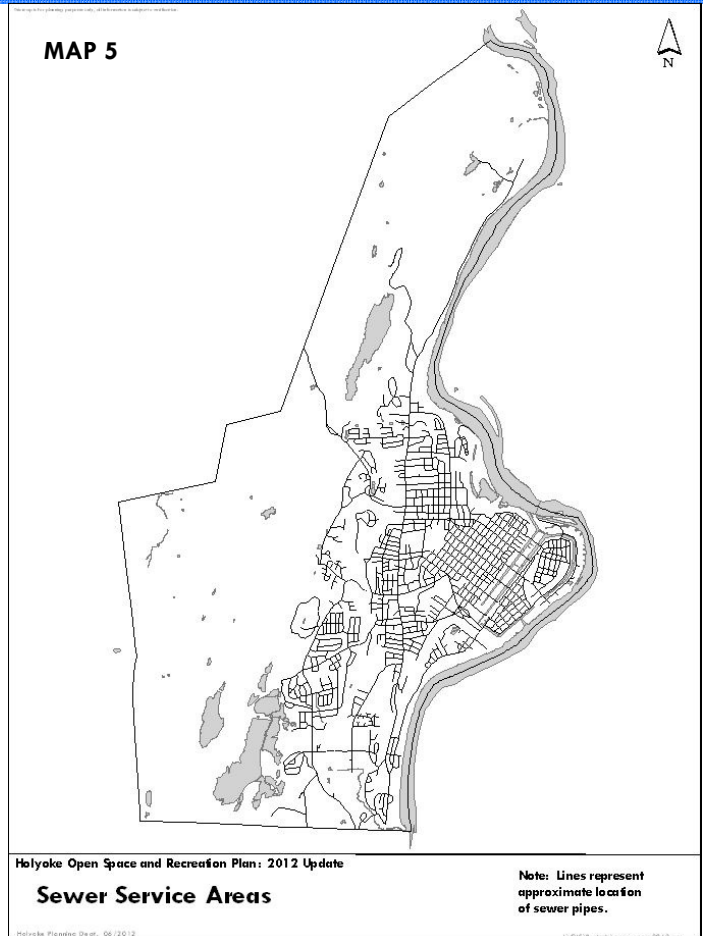 MAP 5
N
Holyoke Open Space and Recreation Plan: 2012 Update
Sewer Service Areas
Note: Lines represent
approximate location
of sewer pipes.
Holyoke Planning Dept. 06/2012